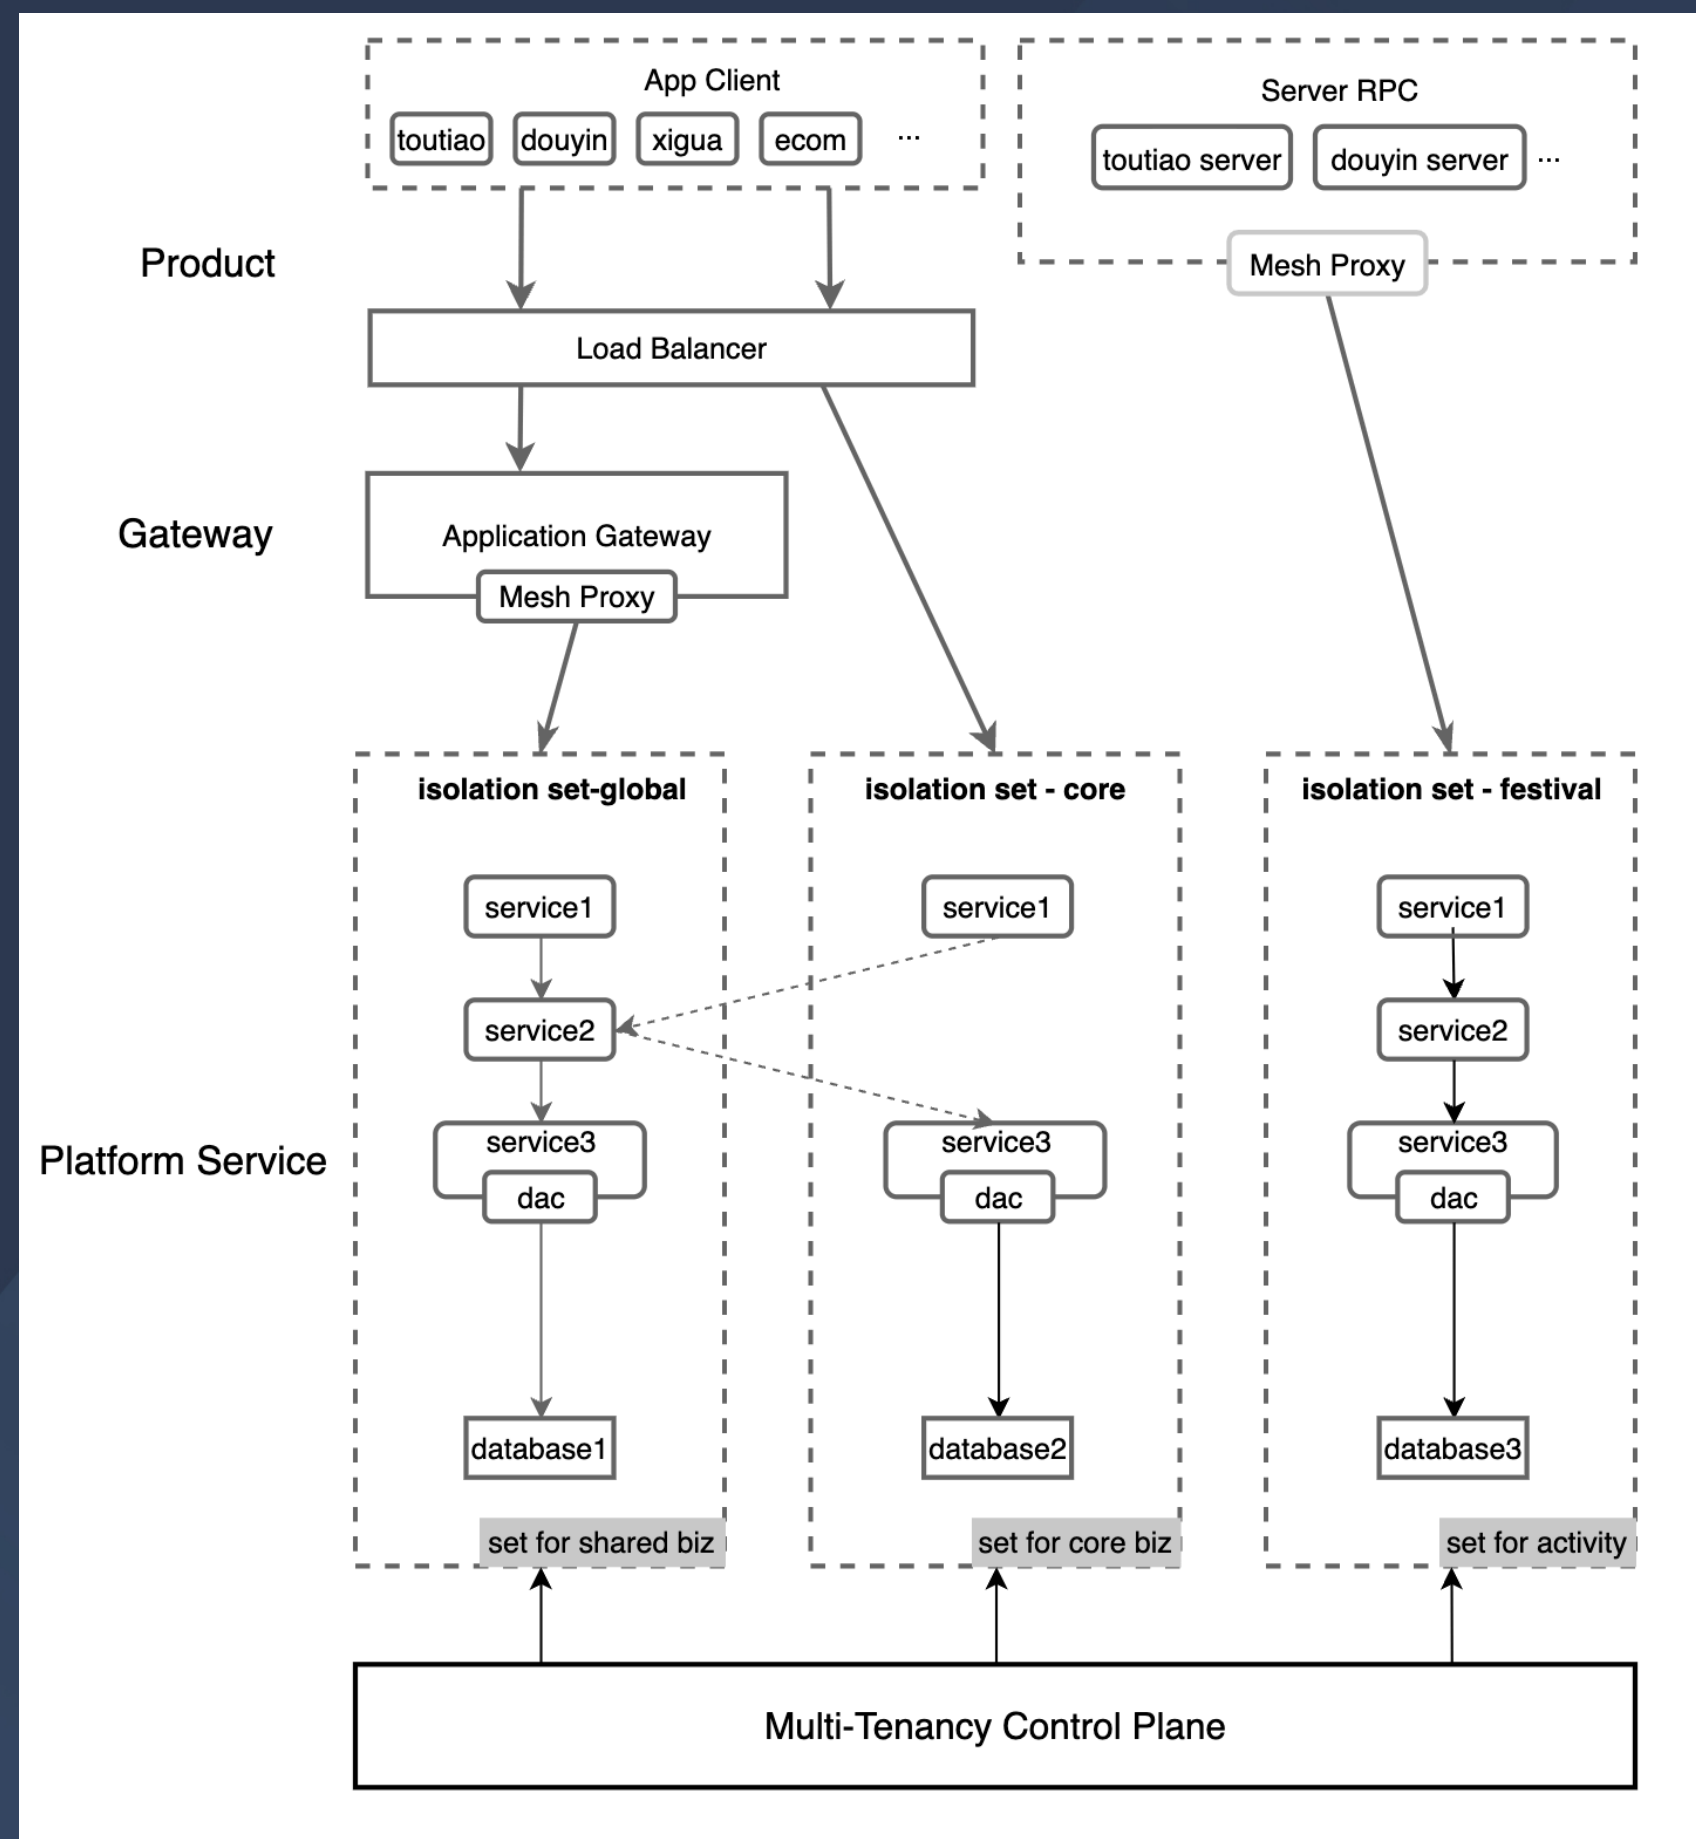 App Client
toutiao
douyin
xigua
ecom
...
Server RPC
toutiao server
douyin server
...
Mesh Proxy
Product
Load Balancer
Gateway
Application Gateway
Mesh Proxy
isolation set-global
service1
service2
service3
dac
database1
set for shared biz
isolation set - core
service1
service3
dac
database2
set for core biz
isolation set - festival
service1
service2
service3
dac
database3
set for activity
Platform Service
Multi-Tenancy Control Plane